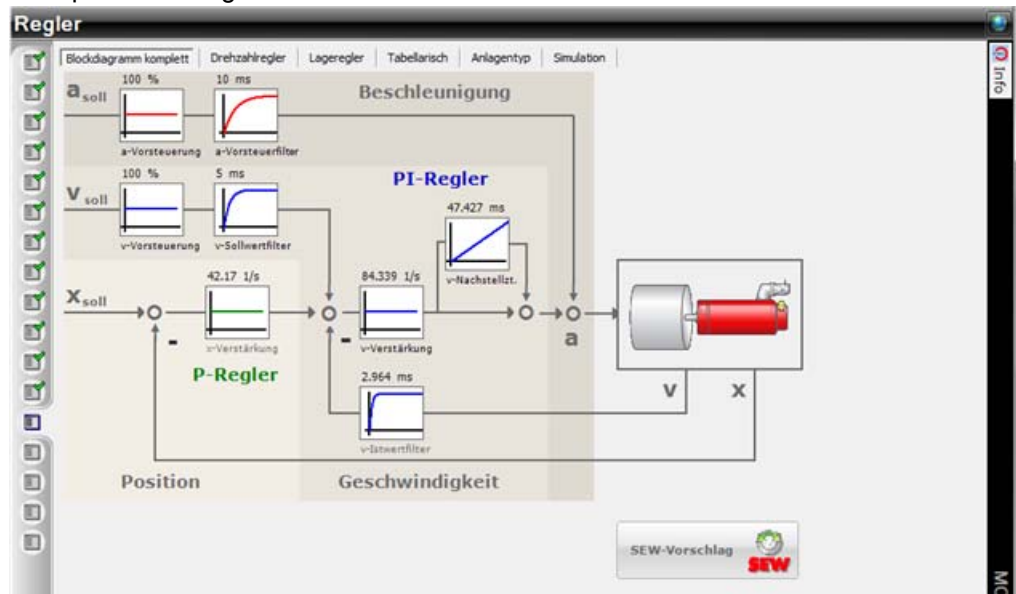 Regler
Blockdiagramm komplett
Drehzahlregler
Lageregler
Tabellarisch
Anlagentyp
Simulation
Info
a soll
100 %
10 ms
Beschleunigung
a-Vorsteuerung
a-Vorsteuerfilter
v soll
100 %
5 ms
PI-Regler
47.427 ms
v-Vorsteuerung
v-Sollwertfilter
v-Nachstellzt.
x soll
42.17 1/s
84.339 1/s
-
-
a
x-Verstärkung
v-Verstärkung
P-Regler
2.964 ms
v
x
v-Istwertfilter
Position
Geschwindigkeit
SEW-Vorschlag
SEW